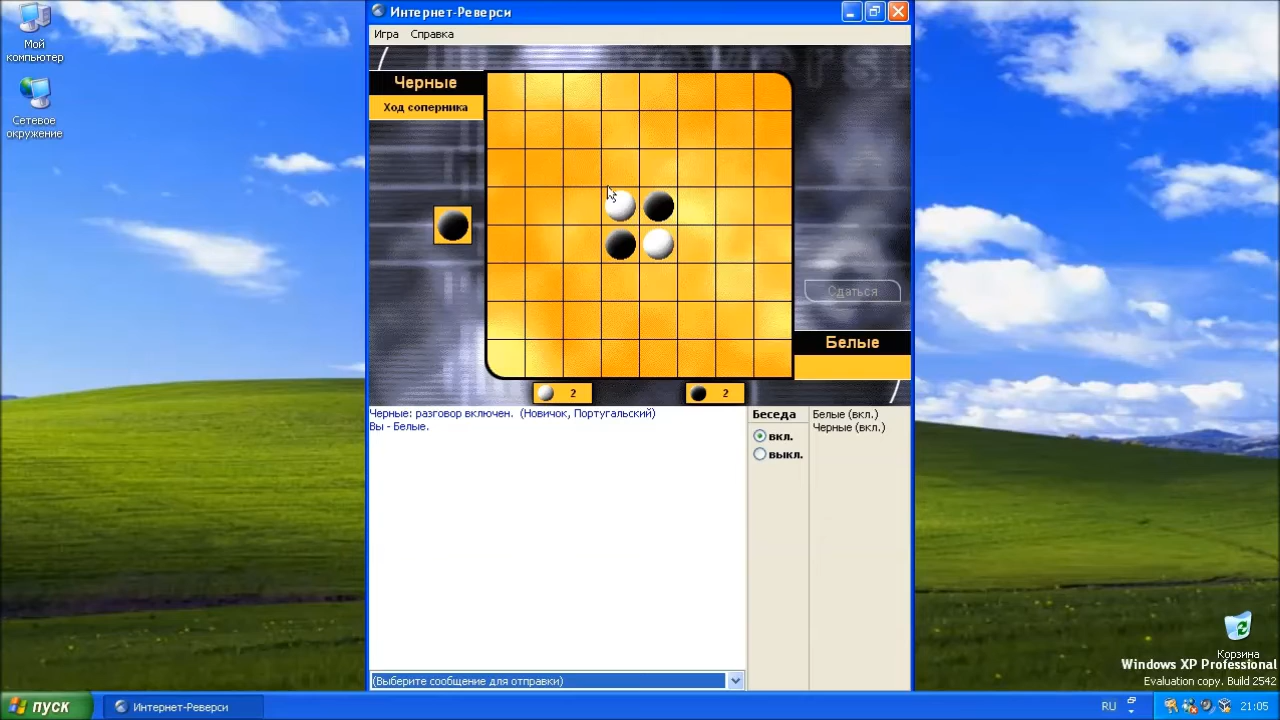 Мой
компьютер
Сетевое
окружение
Интернет-Реверси
Игра Справка
Черные
Ход соперника
Сдаться
Белые
2
2
Черные: разговор включен. (Новичок, Португальский)
Вы - Белые.
Беседа
вкл.
выкл.
Белые (вкл.)
Черные (вкл.)
(Выберите сообщение для отправки)
Корзина
Windows XP Professional
Evaluation copy. Build 2542
пуск
Интернет-Реверси
RU
21:05